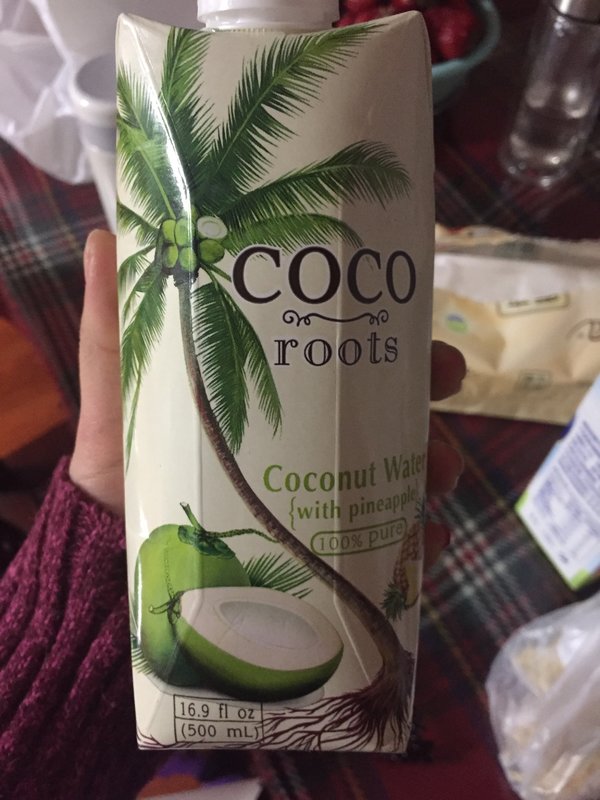 COCO
roots
Coconut Water
{with pineapple}
100% pure
16.9 fl oz
(500 mL)